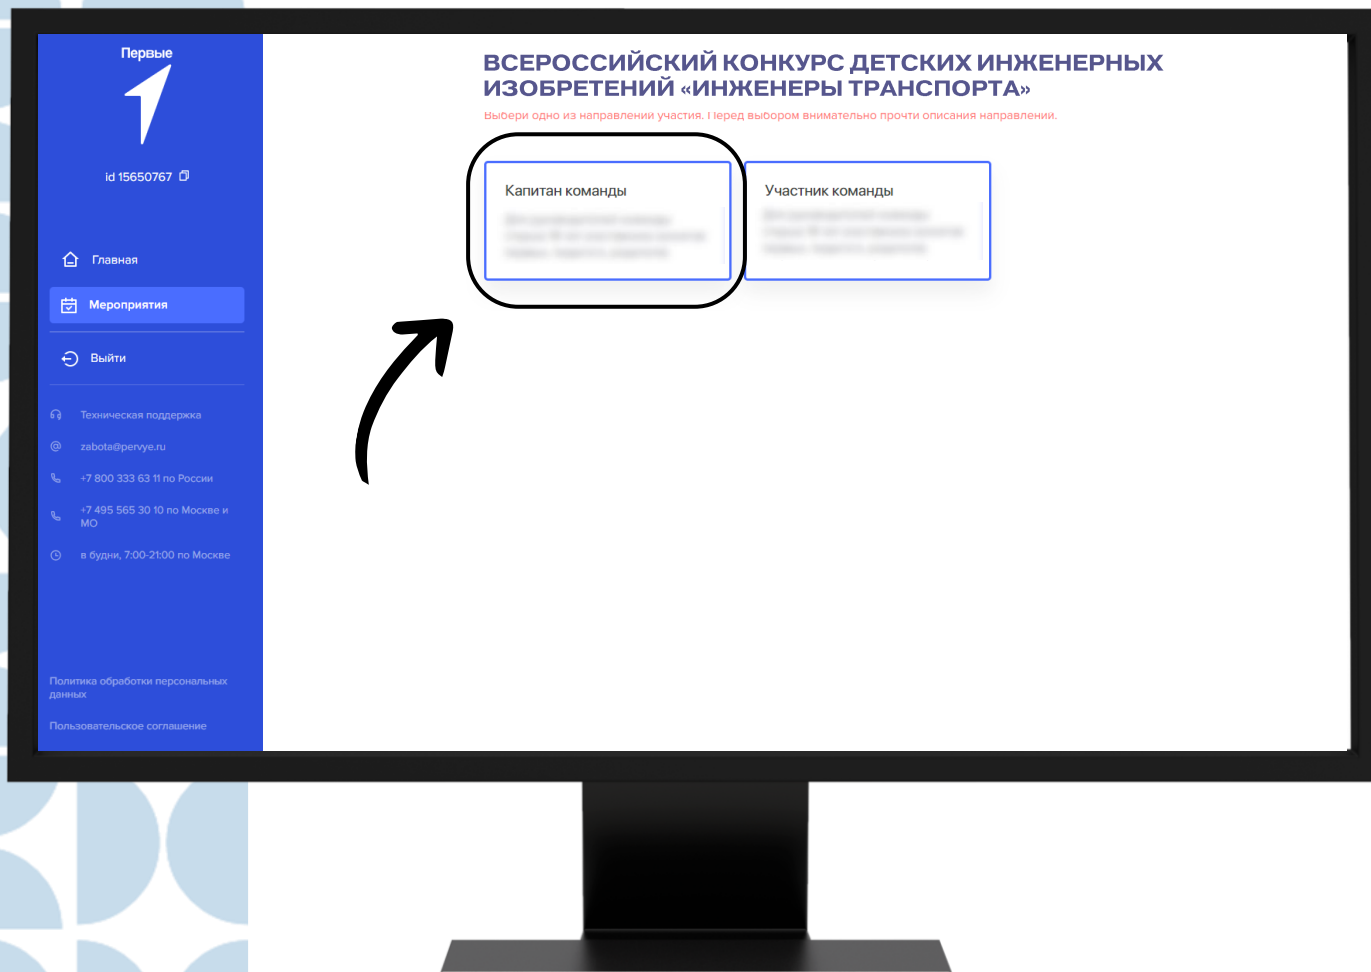 Первые
id 15650767
Главная
Мероприятия
Выйти
Техническая поддержка
zabota@pervye.ru
+7 800 333 63 11 по России
+7 495 565 30 10 по Москве и
МО
в будни, 7:00-21:00 по Москве
Политика обработки персональных
данных
Пользовательское соглашение
ВСЕРОССИЙСКИЙ КОНКУРС ДЕТСКИХ ИНЖЕНЕРНЫХ
ИЗОБРЕТЕНИЙ «ИНЖЕНЕРЫ ТРАНСПОРТА»
Выбери одно из направлений участия. Перед выбором внимательно прочти описания направлений.
Капитан команды
Участник команды